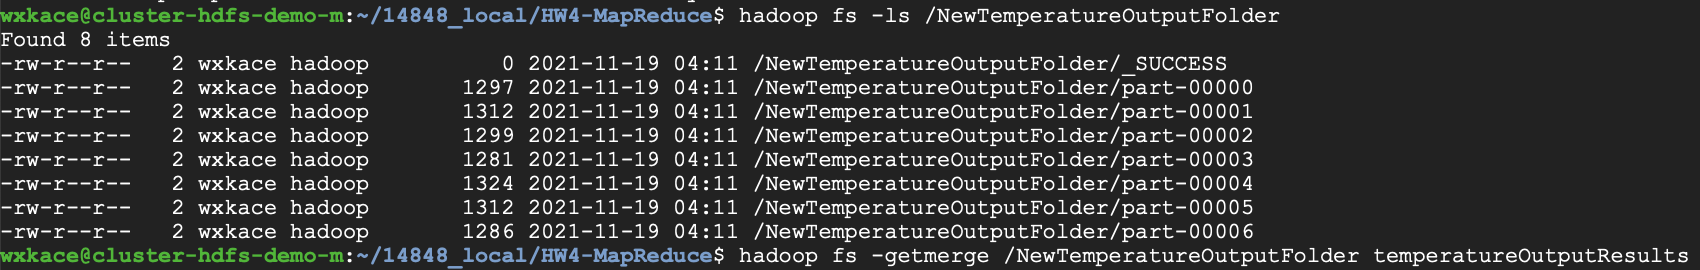 wxkace@cluster-hdfs-demo-m:~/14848_local/HW4-MapReduce$ hadoop fs -ls /NewTemperatureOutputFolder
Found 8 items
-rw-r--r--   2 wxkace hadoop          0 2021-11-19 04:11 /NewTemperatureOutputFolder/_SUCCESS
-rw-r--r--   2 wxkace hadoop       1297 2021-11-19 04:11 /NewTemperatureOutputFolder/part-00000
-rw-r--r--   2 wxkace hadoop       1312 2021-11-19 04:11 /NewTemperatureOutputFolder/part-00001
-rw-r--r--   2 wxkace hadoop       1299 2021-11-19 04:11 /NewTemperatureOutputFolder/part-00002
-rw-r--r--   2 wxkace hadoop       1281 2021-11-19 04:11 /NewTemperatureOutputFolder/part-00003
-rw-r--r--   2 wxkace hadoop       1324 2021-11-19 04:11 /NewTemperatureOutputFolder/part-00004
-rw-r--r--   2 wxkace hadoop       1312 2021-11-19 04:11 /NewTemperatureOutputFolder/part-00005
-rw-r--r--   2 wxkace hadoop       1286 2021-11-19 04:11 /NewTemperatureOutputFolder/part-00006
wxkace@cluster-hdfs-demo-m:~/14848_local/HW4-MapReduce$ hadoop fs -getmerge /NewTemperatureOutputFolder temperatureOutputResults